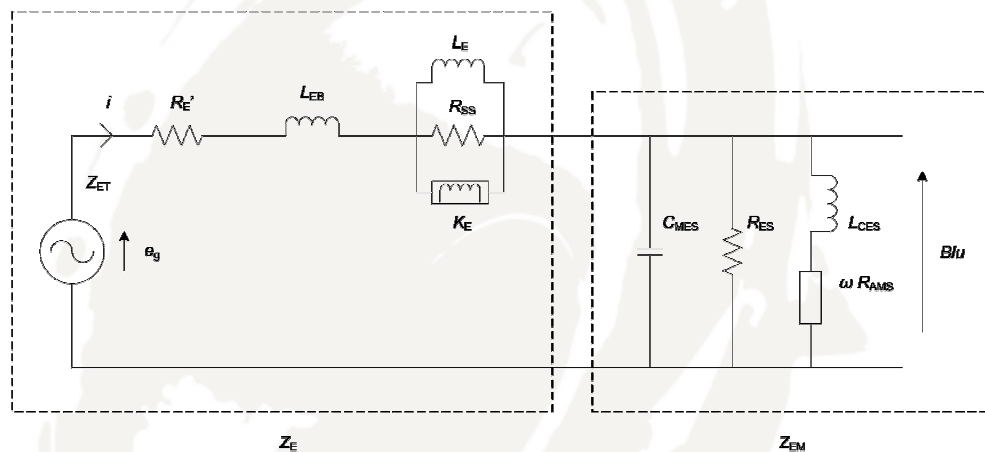 L_E
i
R_E’
L_EB
R_SS
Z_ET
K_E
e_g
C_MES
R_ES
L_CES
Blu
ω R_AMS
Z_E
Z_EM